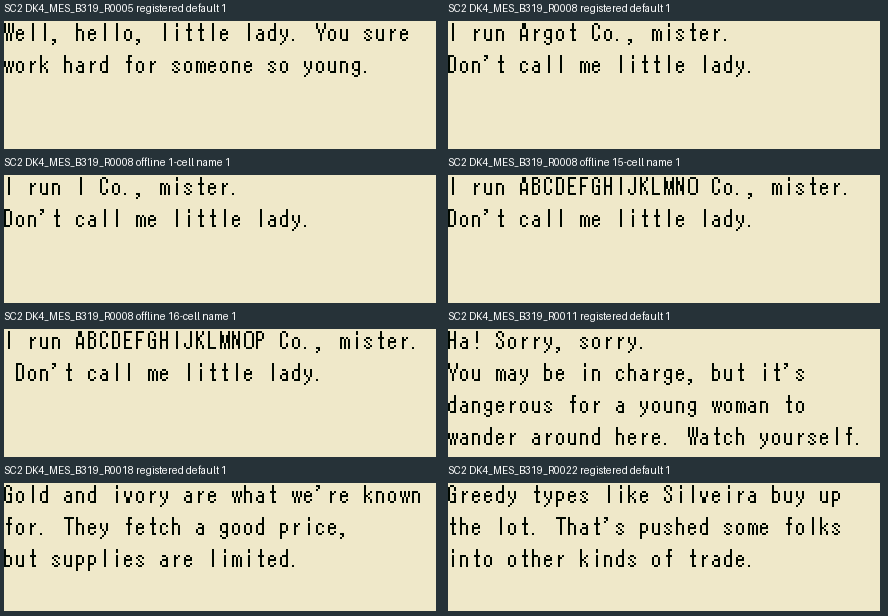 SC2 DK4_MES_B319_R0005 registered default 1
Well, hello, little lady. You sure
work hard for someone so young.
SC2 DK4_MES_B319_R0008 registered default 1
I run Argot Co., mister.
Don't call me little lady.
SC2 DK4_MES_B319_R0008 offline 1-cell name 1
I run I Co., mister.
Don't call me little lady.
SC2 DK4_MES_B319_R0008 offline 15-cell name 1
I run ABCDEFGHIJKLMNO Co., mister.
Don't call me little lady.
SC2 DK4_MES_B319_R0008 offline 16-cell name 1
I run ABCDEFGHIJKLMNOP Co., mister.
Don't call me little lady.
SC2 DK4_MES_B319_R0011 registered default 1
Ha! Sorry, sorry.
You may be in charge, but it's
dangerous for a young woman to
wander around here. Watch yourself.
SC2 DK4_MES_B319_R0018 registered default 1
Gold and ivory are what we're known
for. They fetch a good price,
but supplies are limited.
SC2 DK4_MES_B319_R0022 registered default 1
Greedy types like Silveira buy up
the lot. That's pushed some folks
into other kinds of trade.